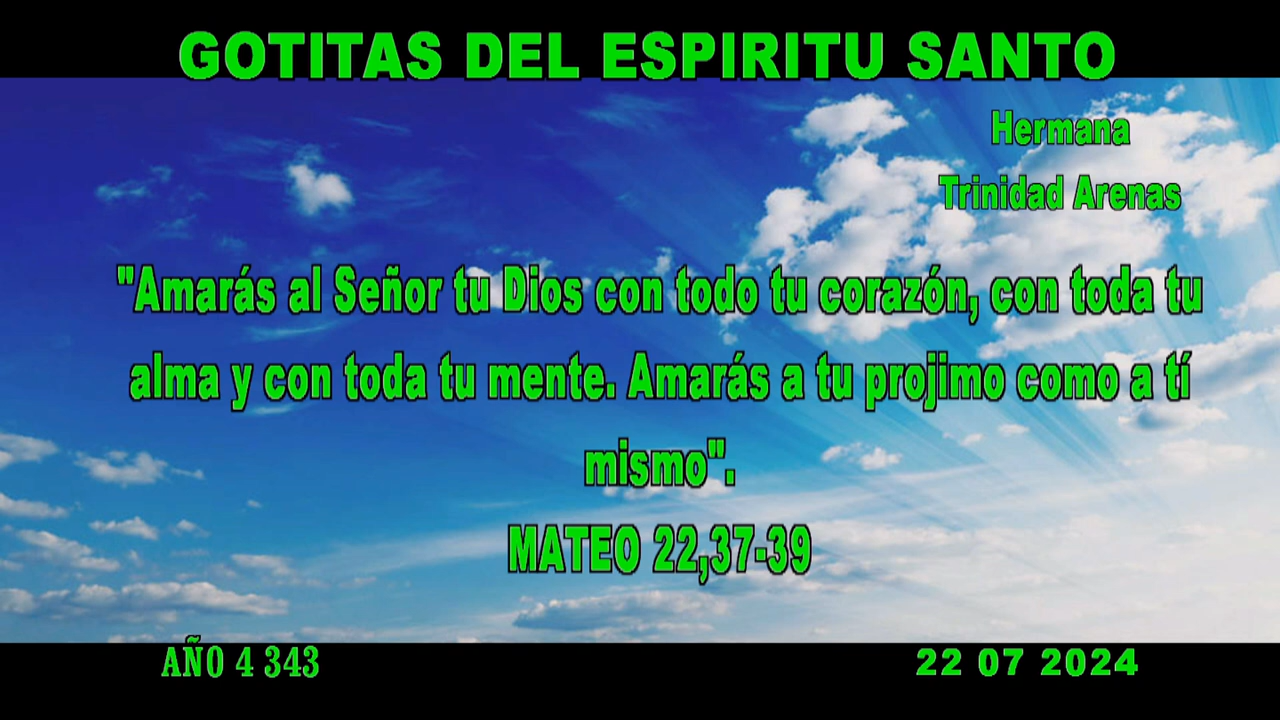 GOTITAS DEL ESPIRITU SANTO
Hermana
Trinidad Arenas
"Amarás al Señor tu Dios con todo tu corazón, con toda tu
alma y con toda tu mente. Amarás a tu projimo como a tí
mismo".
MATEO 22,37-39
AÑO 4 343
22 07 2024